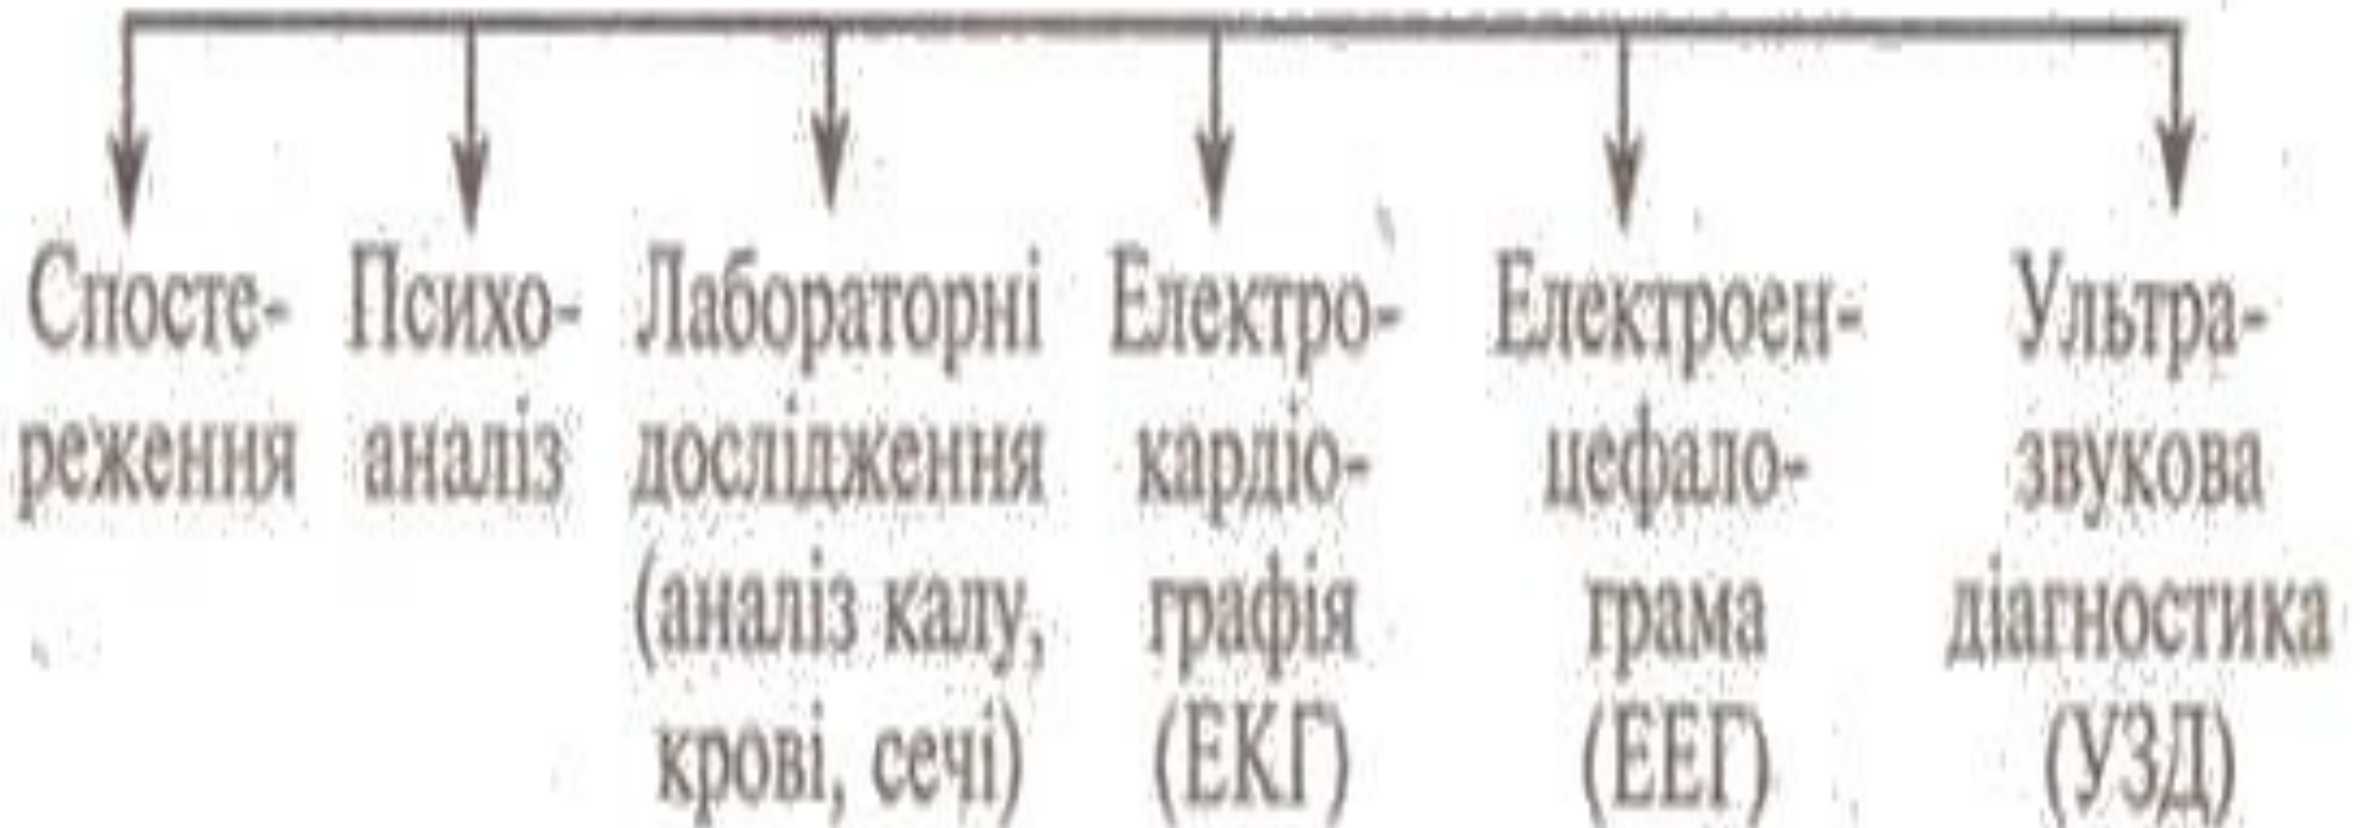 Спосте-
реження
Психо-
аналіз
Лабораторні
дослідження
(аналіз калу,
крові, сечі)
Електро-
кардіо-
графія
(ЕКГ)
Електроен-
цефало-
грама
(ЕЕГ)
Ультра-
звукова
діагностика
(УЗД)